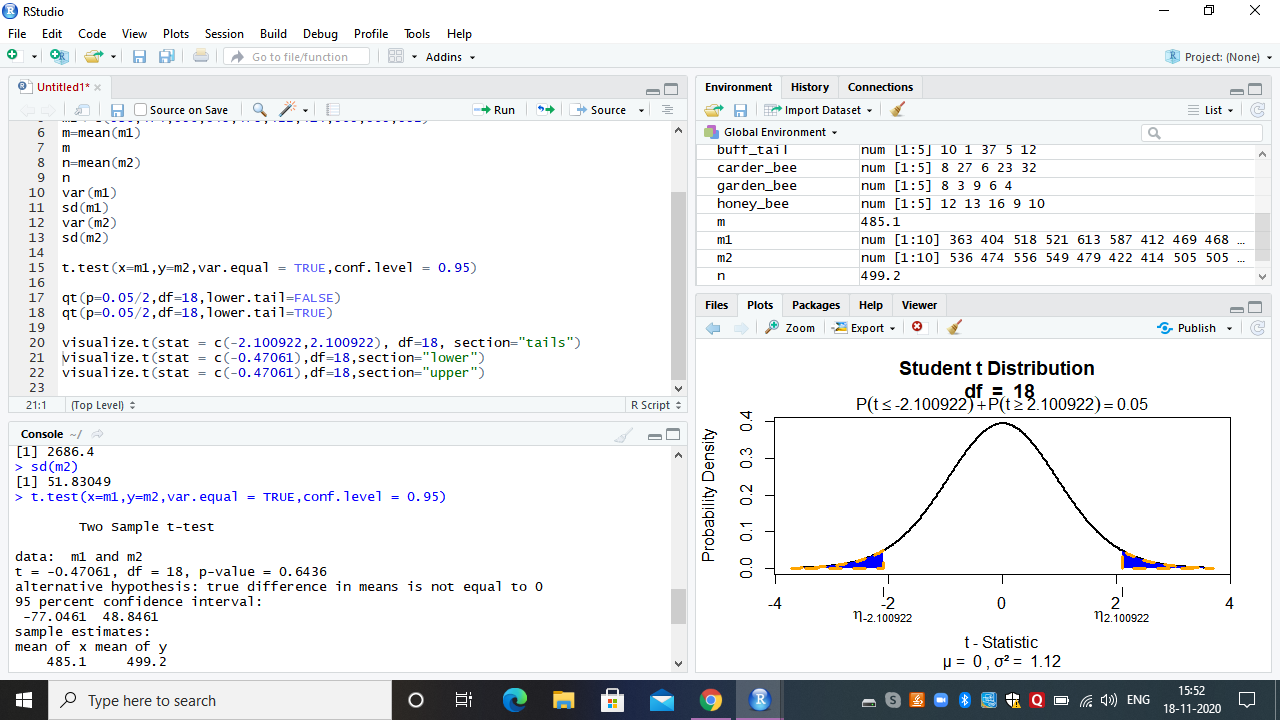 RStudio
File Edit Code View Plots Session Build Debug Profile Tools Help
Go to file/function Addins Project: (None)
Untitled1*
Source on Save Run Source
6 m=mean(m1)
7 m
8 n=mean(m2)
9 n
10 var(m1)
11 sd(m1)
12 var(m2)
13 sd(m2)
14
15 t.test(x=m1,y=m2,var.equal = TRUE,conf.level = 0.95)
16
17 qt(p=0.05/2,df=18,lower.tail=FALSE)
18 qt(p=0.05/2,df=18,lower.tail=TRUE)
19
20 visualize.t(stat = c(-2.100922,2.100922), df=18, section="tails")
21 visualize.t(stat = c(-0.47061),df=18,section="lower")
22 visualize.t(stat = c(-0.47061),df=18,section="upper")
23
21:1 (Top Level) R Script
Console ~/
[1] 2686.4
> sd(m2)
[1] 51.83049
> t.test(x=m1,y=m2,var.equal = TRUE,conf.level = 0.95)
Two Sample t-test
data: m1 and m2
t = -0.47061, df = 18, p-value = 0.6436
alternative hypothesis: true difference in means is not equal to 0
95 percent confidence interval:
-77.0461 48.8461
sample estimates:
mean of x mean of y
485.1 499.2
Environment History Connections
Import Dataset List
Global Environment
buff_tail num [1:5] 10 1 37 5 12
carder_bee num [1:5] 8 27 6 23 32
garden_bee num [1:5] 8 3 9 6 4
honey_bee num [1:5] 12 13 16 9 10
m 485.1
m1 num [1:10] 363 404 518 521 613 587 412 469 468 ...
m2 num [1:10] 536 474 556 549 479 422 414 505 505 ...
n 499.2
Files Plots Packages Help Viewer
Zoom Export Publish
Student t Distribution
df = 18
P(t ≤ -2.100922)+P(t ≥ 2.100922) = 0.05
Probability Density
0.4
0.3
0.2
0.1
0.0
-4 -2 0 2 4
η-2.100922 η2.100922
t - Statistic
μ = 0 , σ² = 1.12
Type here to search
ENG
15:52
18-11-2020